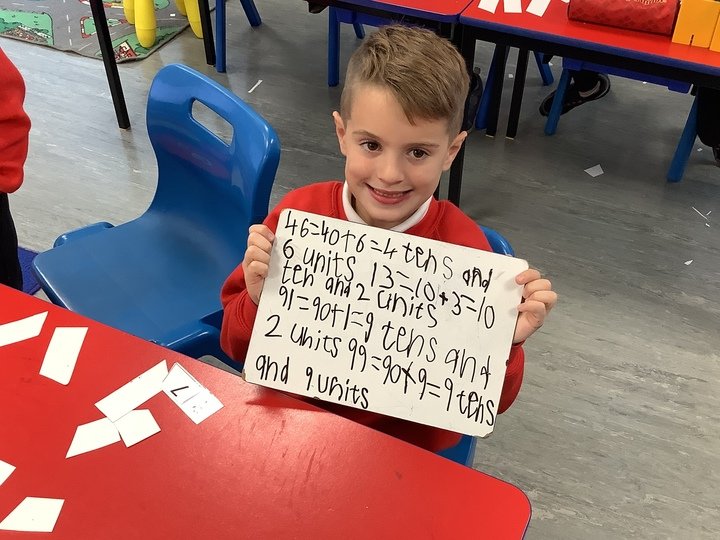 46=40+6=4 tens and
6 units 13=10+3=10
ten and 2 units
91=90+1=9 tens and
2 units 99=90+9=9 tens
and 9 units
7